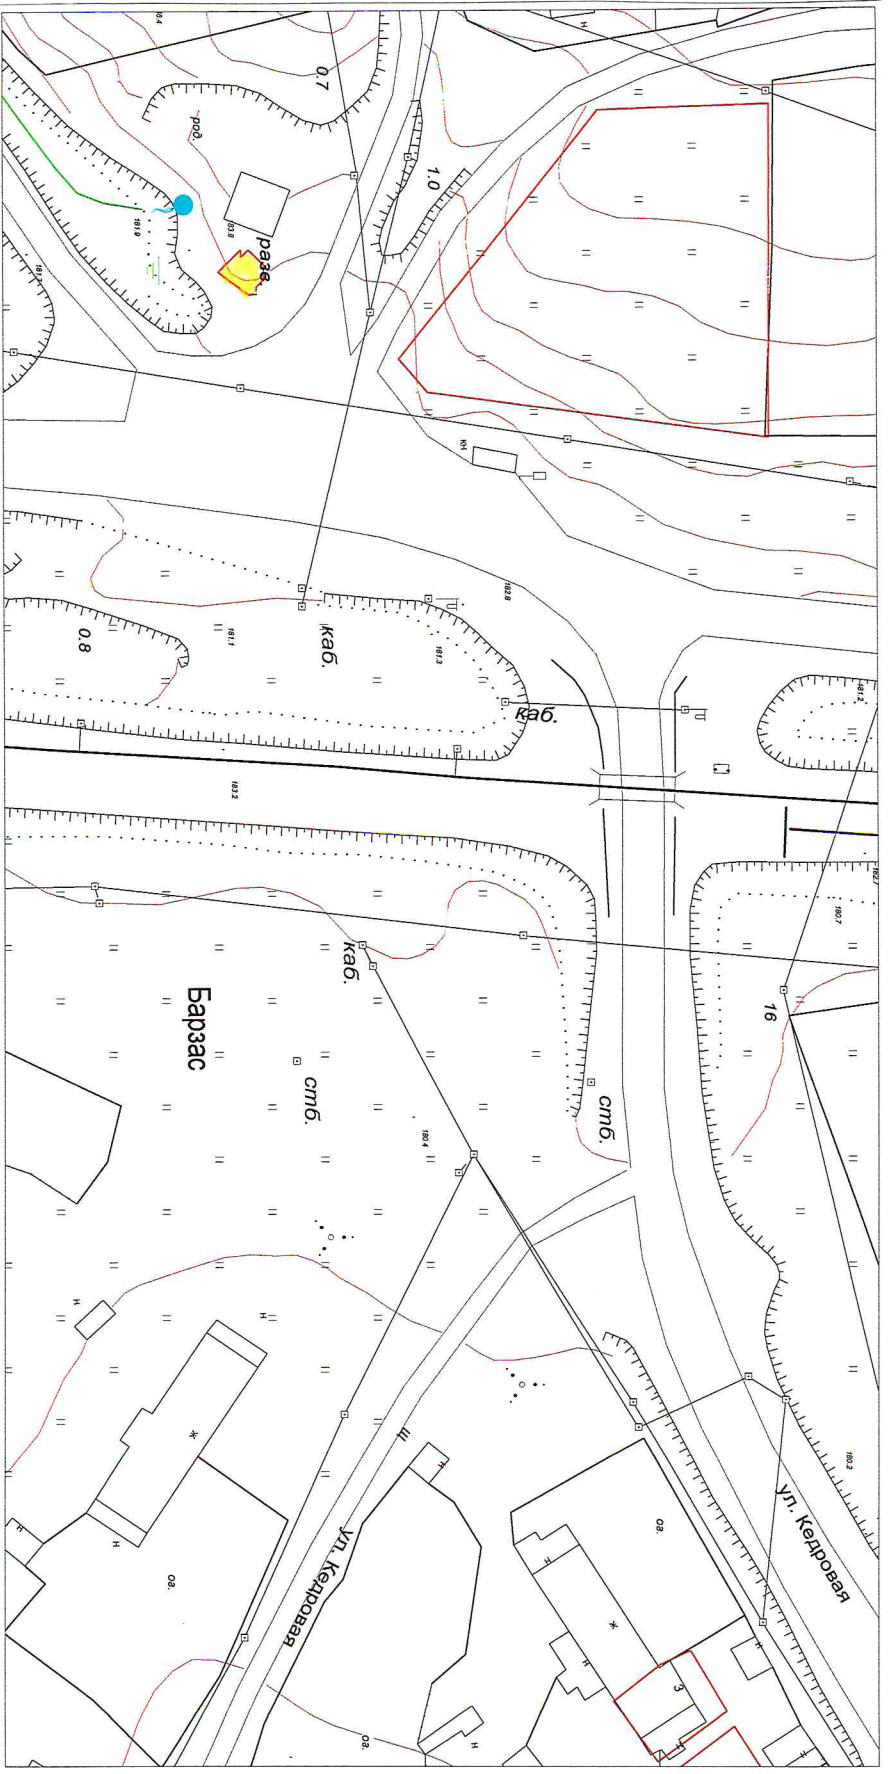 н
0.7
1.0
род.
разв.
181.9
кн
0.8
каб.
181.1
181.3
182.8
каб.
181.2
183.2
180.7
16
каб.
Барзас
стб.
стб.
180.4
н
н
ж
н
н
ог.
Ш
н
ул. Кедровая
ул. Кедровая
180.2
ог.
н
ж
н
3
н
н
н
н
н
ог.